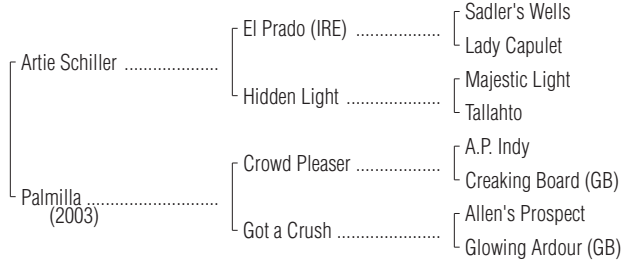 Sadler's Wells
El Prado (IRE) ..................
Lady Capulet
Artie Schiller ....................
Majestic Light
Hidden Light ....................
Tallahto
A.P. Indy
Crowd Pleaser ..................
Creaking Board (GB)
Palmilla ............................
(2003)
Allen's Prospect
Got a Crush ......................
Glowing Ardour (GB)